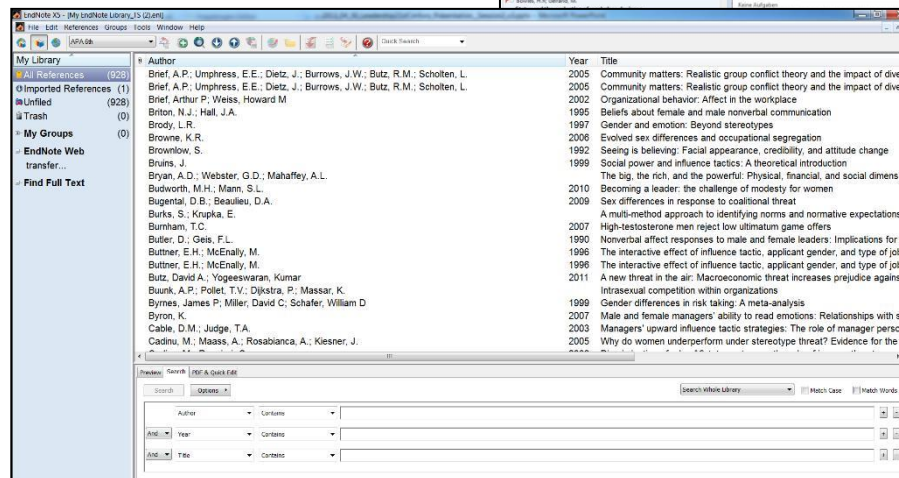 Keine Aufgaben
EndNote X5 - [My EndNote Library_TS (2).enl]
File Edit References Groups Tools Window Help
APA 6th
Quick Search
My Library
All References (928)
Imported References (1)
Unfiled (928)
Trash (0)
My Groups (0)
EndNote Web
transfer...
Find Full Text
Author Year Title
Brief, A.P.; Umphress, E.E.; Dietz, J.; Burrows, J.W.; Butz, R.M.; Scholten, L. 2005 Community matters: Realistic group conflict theory and the impact of dive
Brief, A.P.; Umphress, E.E.; Dietz, J.; Burrows, J.W.; Butz, R.M.; Scholten, L. 2005 Community matters: Realistic group conflict theory and the impact of dive
Brief, Arthur P; Weiss, Howard M 2002 Organizational behavior: Affect in the workplace
Briton, N.J.; Hall, J.A. 1995 Beliefs about female and male nonverbal communication
Brody, L.R. 1997 Gender and emotion: Beyond stereotypes
Browne, K.R. 2006 Evolved sex differences and occupational segregation
Brownlow, S. 1992 Seeing is believing: Facial appearance, credibility, and attitude change
Bruins, J. 1999 Social power and influence tactics: A theoretical introduction
Bryan, A.D.; Webster, G.D.; Mahaffey, A.L. The big, the rich, and the powerful: Physical, financial, and social dimens
Budworth, M.H.; Mann, S.L. 2010 Becoming a leader: the challenge of modesty for women
Bugental, D.B.; Beaulieu, D.A. 2009 Sex differences in response to coalitional threat
Burks, S.; Krupka, E. A multi-method approach to identifying norms and normative expectations
Burnham, T.C. 2007 High-testosterone men reject low ultimatum game offers
Butler, D.; Geis, F.L. 1990 Nonverbal affect responses to male and female leaders: Implications for
Buttner, E.H.; McEnally, M. 1996 The interactive effect of influence tactic, applicant gender, and type of job
Buttner, E.H.; McEnally, M. 1996 The interactive effect of influence tactic, applicant gender, and type of job
Butz, David A.; Yogeeswaran, Kumar 2011 A new threat in the air: Macroeconomic threat increases prejudice agains
Buunk, A.P.; Pollet, T.V.; Dijkstra, P.; Massar, K. Intrasexual competition within organizations
Byrnes, James P; Miller, David C; Schafer, William D 1999 Gender differences in risk taking: A meta-analysis
Byron, K. 2007 Male and female managers' ability to read emotions: Relationships with s
Cable, D.M.; Judge, T.A. 2003 Managers' upward influence tactic strategies: The role of manager perso
Cadinu, M.; Maass, A.; Rosabianca, A.; Kiesner, J. 2005 Why do women underperform under stereotype threat? Evidence for the
Preview Search PDF & Quick Edit
Search Options Search Whole Library Match Case Match Words
Author Contains
And Year Contains
And Title Contains